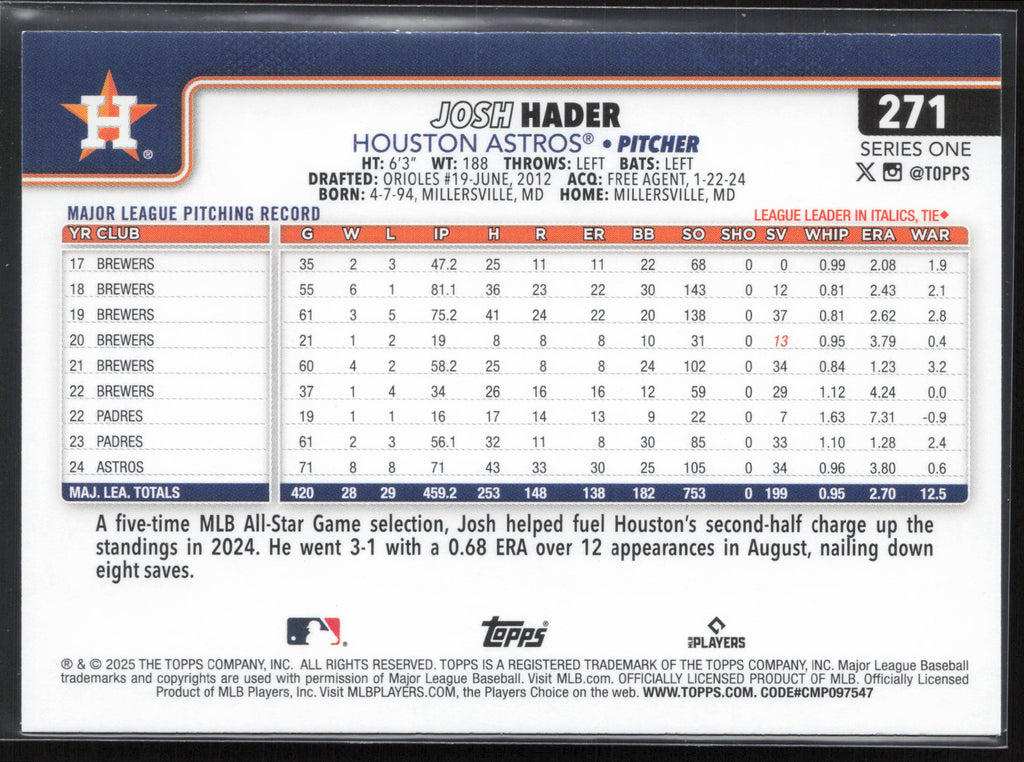 H ®
JOSH HADER
271
HOUSTON ASTROS® • PITCHER
SERIES ONE
HT: 6'3" WT: 188 THROWS: LEFT BATS: LEFT
@TOPPS
DRAFTED: ORIOLES #19-JUNE, 2012 ACQ: FREE AGENT, 1-22-24
BORN: 4-7-94, MILLERSVILLE, MD HOME: MILLERSVILLE, MD
MAJOR LEAGUE PITCHING RECORD LEAGUE LEADER IN ITALICS, TIE◆
YR CLUB G W L IP H R ER BB SO SHO SV WHIP ERA WAR
17 BREWERS 35 2 3 47.2 25 11 11 22 68 0 0 0.99 2.08 1.9
18 BREWERS 55 6 1 81.1 36 23 22 30 143 0 12 0.81 2.43 2.1
19 BREWERS 61 3 5 75.2 41 24 22 20 138 0 37 0.81 2.62 2.8
20 BREWERS 21 1 2 19 8 8 8 10 31 0 13 0.95 3.79 0.4
21 BREWERS 60 4 2 58.2 25 8 8 24 102 0 34 0.84 1.23 3.2
22 BREWERS 37 1 4 34 26 16 16 12 59 0 29 1.12 4.24 0.0
22 PADRES 19 1 1 16 17 14 13 9 22 0 7 1.63 7.31 -0.9
23 PADRES 61 2 3 56.1 32 11 8 30 85 0 33 1.10 1.28 2.4
24 ASTROS 71 8 8 71 43 33 30 25 105 0 34 0.96 3.80 0.6
MAJ. LEA. TOTALS 420 28 29 459.2 253 148 138 182 753 0 199 0.95 2.70 12.5
A five-time MLB All-Star Game selection, Josh helped fuel Houston's second-half charge up the
standings in 2024. He went 3-1 with a 0.68 ERA over 12 appearances in August, nailing down
eight saves.
Topps® MLB PLAYERS
® & © 2025 THE TOPPS COMPANY, INC. ALL RIGHTS RESERVED. TOPPS IS A REGISTERED TRADEMARK OF THE TOPPS COMPANY, INC. Major League Baseball
trademarks and copyrights are used with permission of Major League Baseball. Visit MLB.com. OFFICIALLY LICENSED PRODUCT OF MLB. Officially Licensed
Product of MLB Players, Inc. Visit MLBPLAYERS.COM, the Players Choice on the web. WWW.TOPPS.COM. CODE#CMP097547